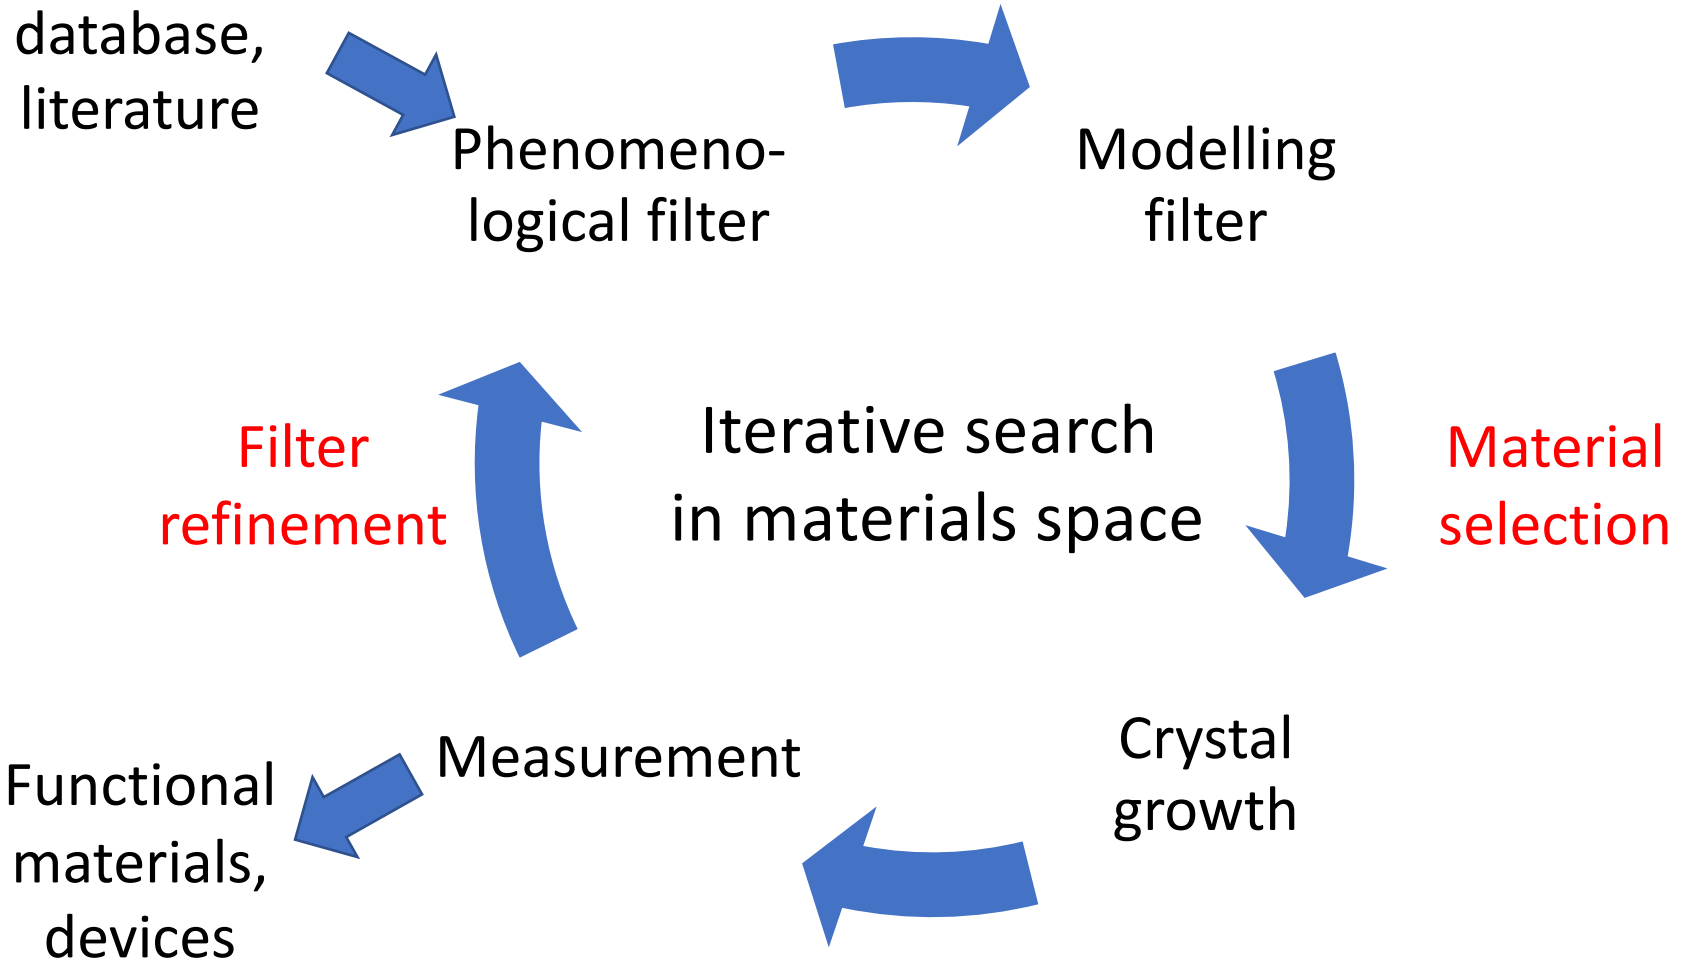 database,
literature
Phenomeno-
logical filter
Modelling
filter
Filter
refinement
Iterative search
in materials space
Material
selection
Crystal
growth
Measurement
Functional
materials,
devices